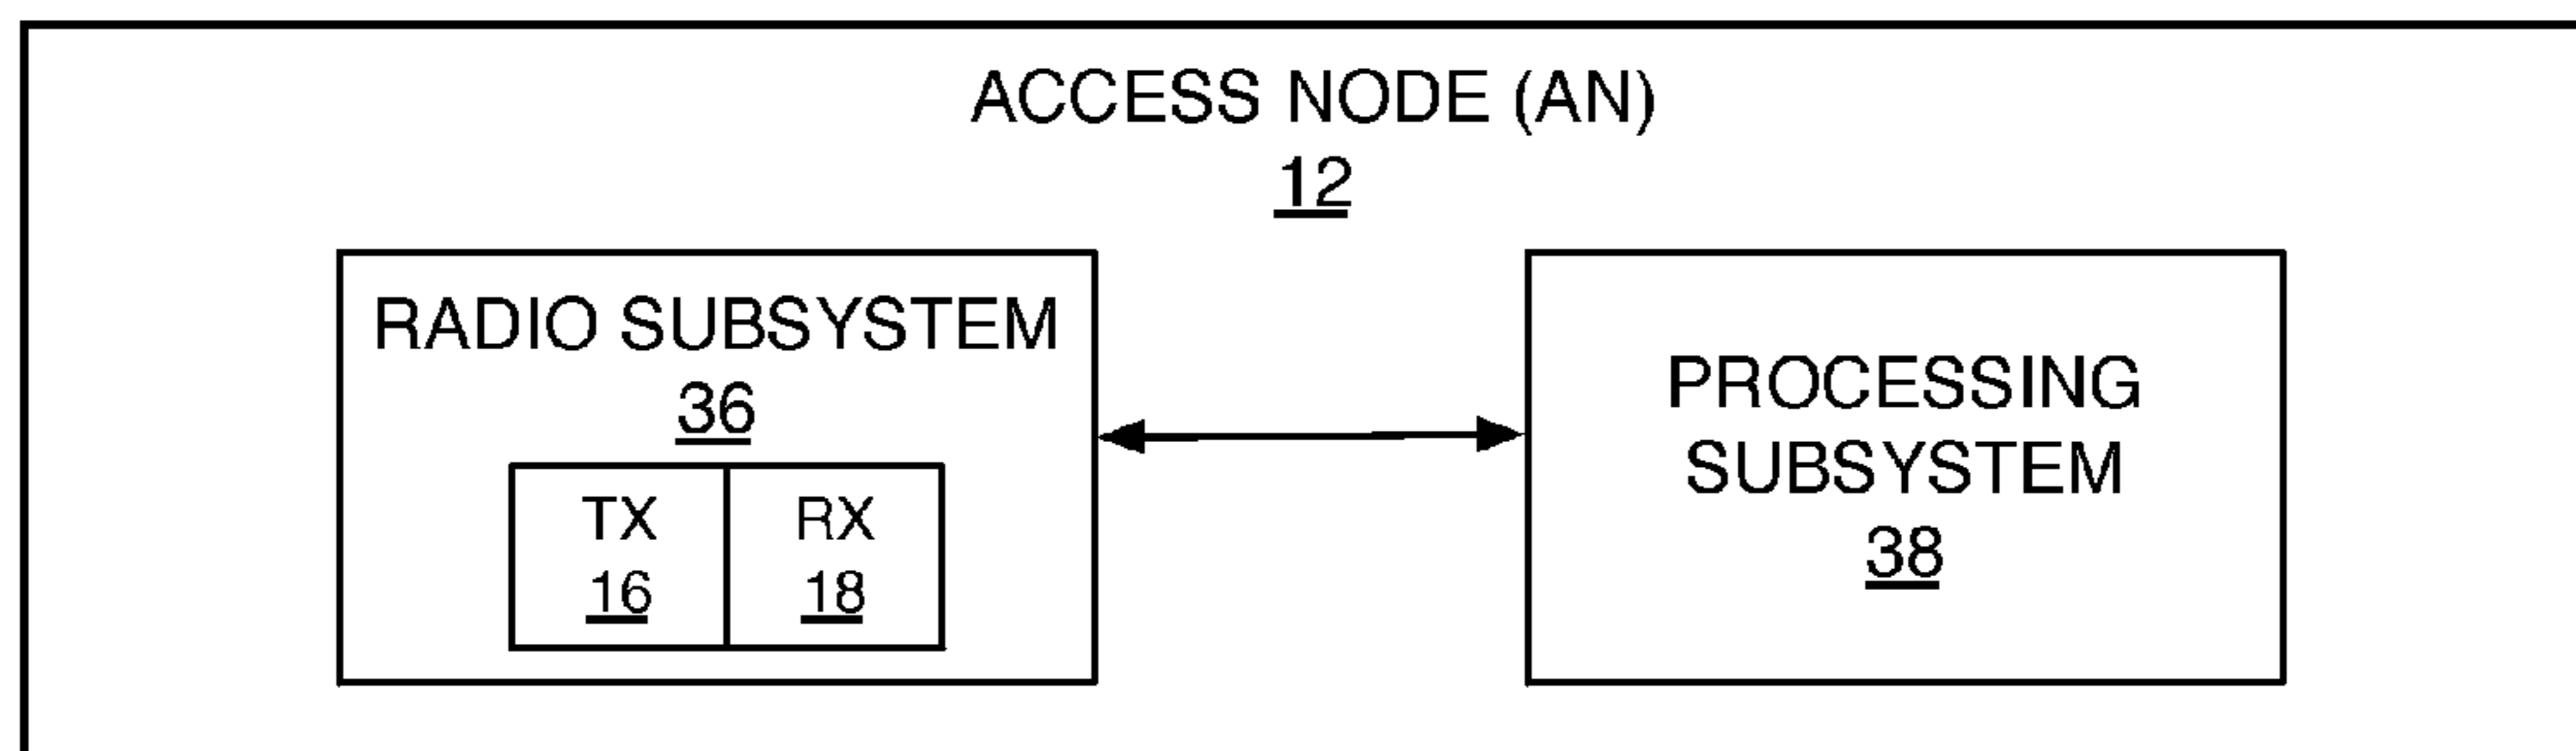 ACCESS NODE (AN)
12
RADIO SUBSYSTEM
36
TX
16
RX
18
PROCESSING
SUBSYSTEM
38